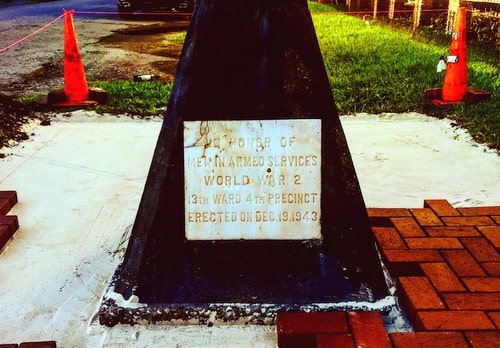 IN HONOR OF
MEN IN ARMED SERVICES
WORLD WAR 2
13TH WARD 4TH PRECINCT
ERECTED ON DEC. 19, 1943